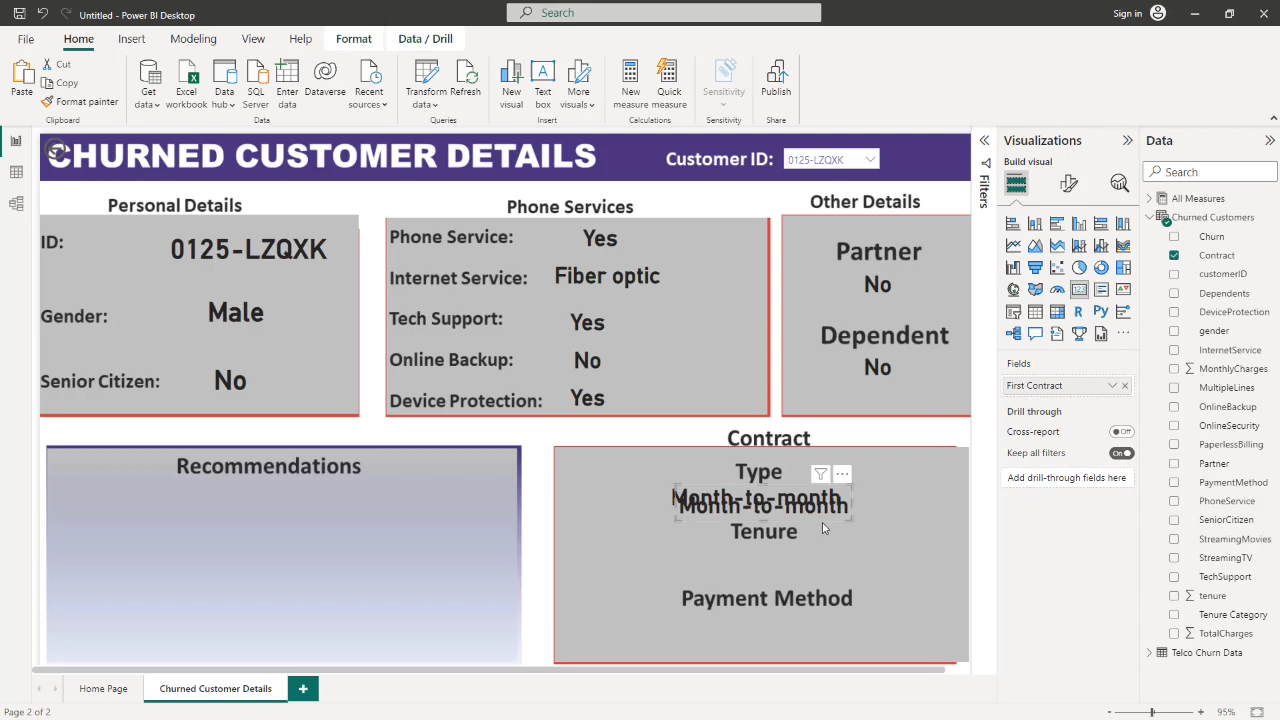 Untitled - Power BI Desktop
Search
Sign in
File
Home
Insert
Modeling
View
Help
Format
Data / Drill
Paste
Cut
Copy
Format painter
Clipboard
Get data
Excel workbook
Data hub
SQL Server
Enter data
Dataverse
Recent sources
Data
Transform data
Refresh
Queries
New visual
Text box
More visuals
Insert
New measure
Quick measure
Calculations
Sensitivity
Sensitivity
Publish
Share
CHURNED CUSTOMER DETAILS
Customer ID:
0125-LZQXK
Personal Details
ID:
0125-LZQXK
Gender:
Male
Senior Citizen:
No
Phone Services
Phone Service:
Yes
Internet Service:
Fiber optic
Tech Support:
Yes
Online Backup:
No
Device Protection:
Yes
Other Details
Partner
No
Dependent
No
Recommendations
Contract
Type
Month-to-month
Month-to-month
Tenure
Payment Method
Filters
Visualizations
Build visual
123
R
Py
Fields
First Contract
Drill through
Cross-report
Off
Keep all filters
On
Add drill-through fields here
Data
Search
All Measures
Churned Customers
Churn
Contract
customerID
Dependents
DeviceProtection
gender
InternetService
MonthlyCharges
MultipleLines
OnlineBackup
OnlineSecurity
PaperlessBilling
Partner
PaymentMethod
PhoneService
SeniorCitizen
StreamingMovies
StreamingTV
TechSupport
tenure
Tenure Category
TotalCharges
Telco Churn Data
Home Page
Churned Customer Details
Page 2 of 2
95%